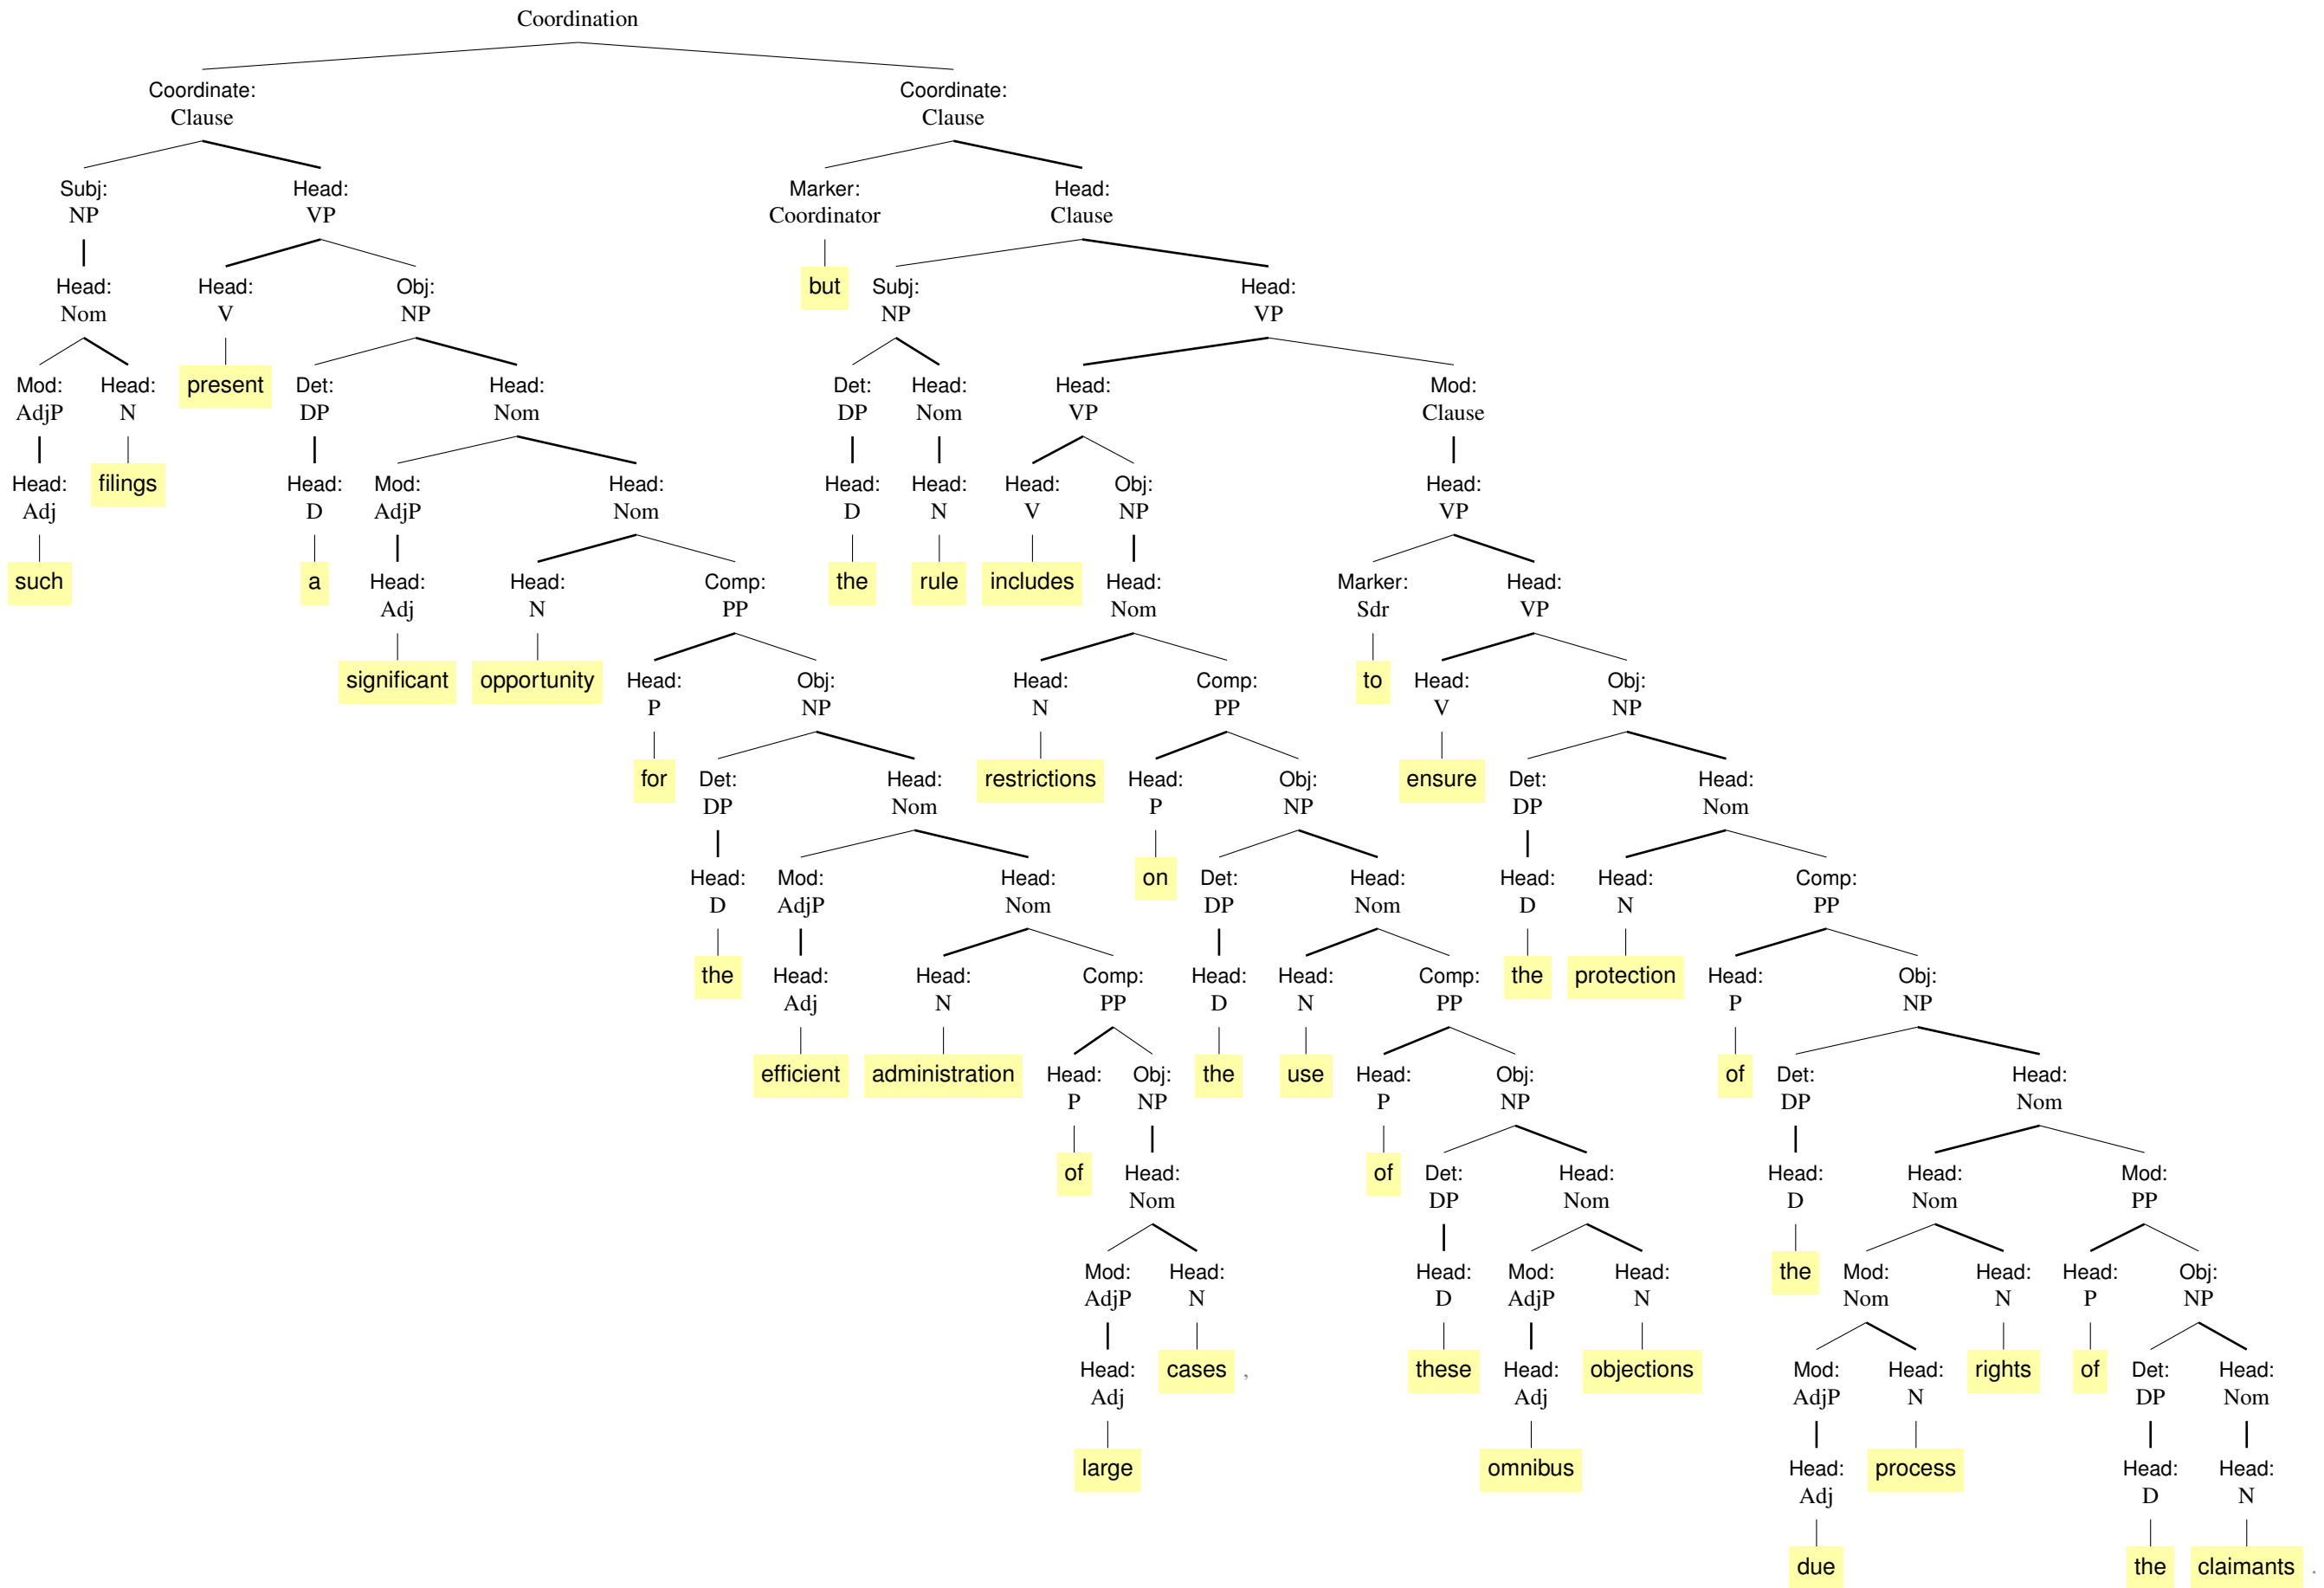 Coordination
Coordinate: Coordinate:
Clause Clause
Subj: Head: Marker: Head:
NP VP Coordinator Clause
Head: Head: Obj: but Subj: Head:
Nom V NP NP VP
Mod: Head: present Det: Head: Det: Head: Head: Mod:
AdjP N DP Nom DP Nom VP Clause
Head: filings Head: Mod: Head: Head: Head: Head: Obj: Head:
Adj D AdjP Nom D N V NP VP
such a Head: Head: Comp: the rule includes Head: Marker: Head:
Adj N PP Nom Sdr VP
significant opportunity Head: Obj: Head: Comp: to Head: Obj:
P NP N PP V NP
for Det: Head: restrictions Head: Obj: ensure Det: Head:
DP Nom P NP DP Nom
Head: Mod: Head: on Det: Head: Head: Head: Comp:
D AdjP Nom DP Nom D N PP
the Head: Head: Comp: Head: Head: Comp: the protection Head: Obj:
Adj N PP D N PP P NP
efficient administration Head: Obj: the use Head: Obj: of Det: Head:
P NP P NP DP Nom
of Head: of Det: Head: Head: Head: Mod:
Nom DP Nom D Nom PP
Mod: Head: Head: Mod: Head: the Mod: Head: Head: Obj:
AdjP N D AdjP N Nom N P NP
Head: cases , these Head: objections Mod: Head: rights of Det: Head:
Adj Adj AdjP N DP Nom
large omnibus Head: process Head: Head:
Adj D N
due the claimants .